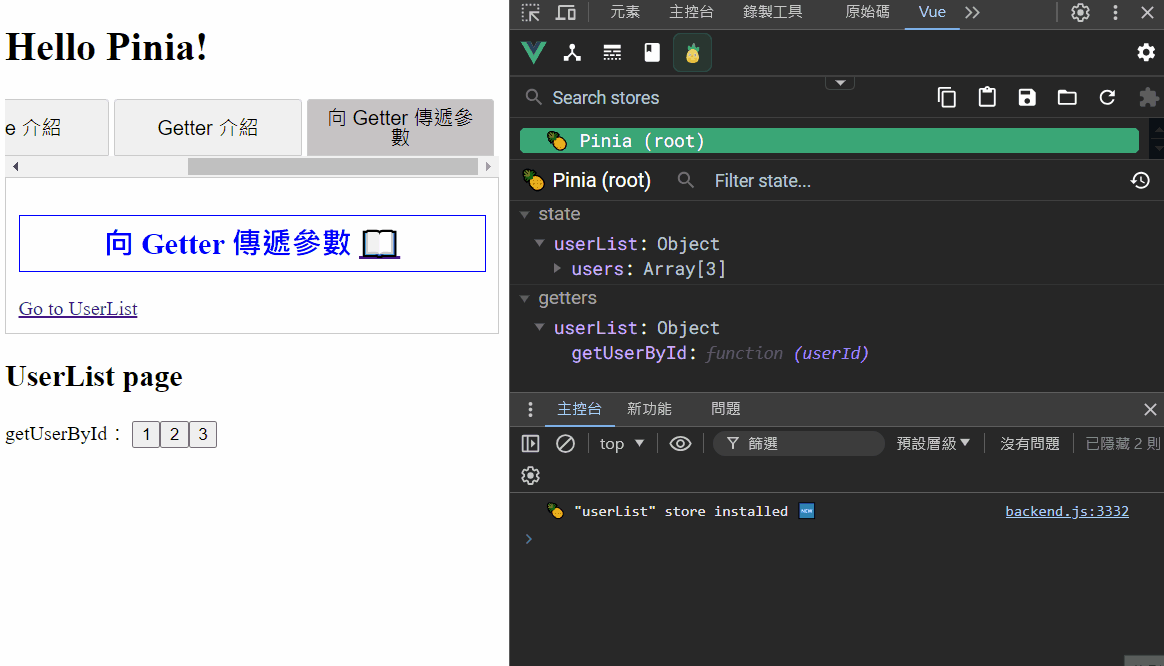 Hello Pinia!
e 介紹
Getter 介紹
向 Getter 傳遞參
數
向 Getter 傳遞參數
Go to UserList
UserList page
getUserById：
1
2
3
元素
主控台
錄製工具
原始碼
Vue
Search stores
Pinia (root)
Pinia (root)
Filter state...
state
userList: Object
users: Array[3]
getters
userList: Object
getUserById: function (userId)
主控台
新功能
問題
top
篩選
預設層級
沒有問題
已隱藏 2 則
"userList" store installed
NEW
backend.js:3332